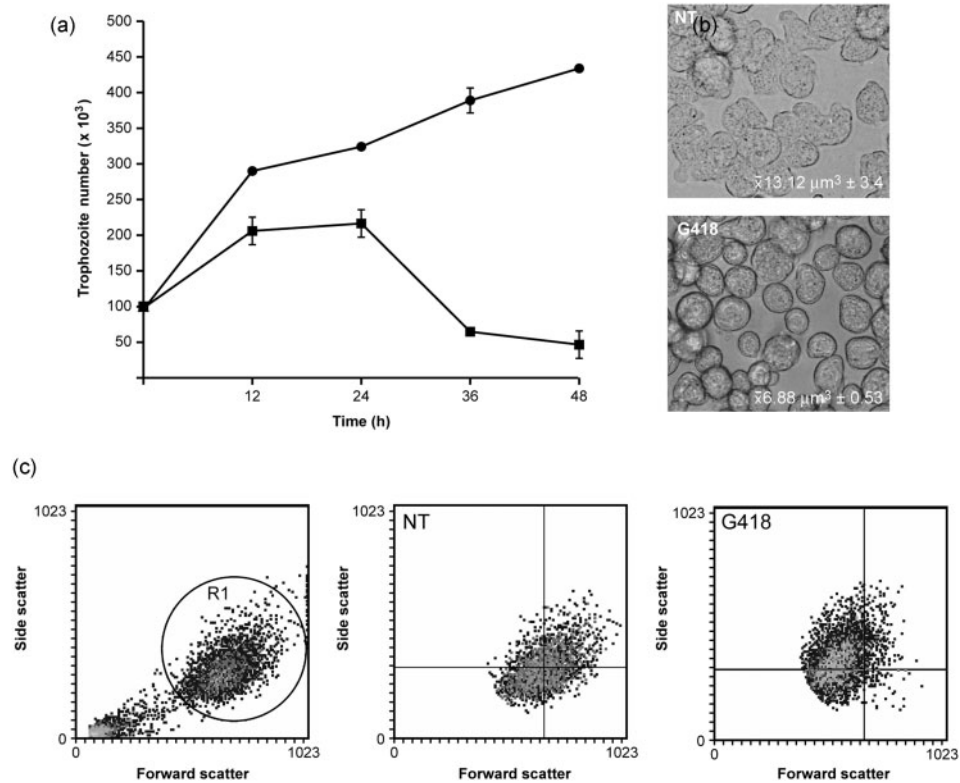 (a)
500
450
400
350
300
250
200
150
100
50
Trophozoite number (x 10³)
12
24
36
48
Time (h)
NT
(b)
x̄13.12 µm³ ± 3.4
G418
x̄6.88 µm³ ± 0.53
(c)
1023
Side scatter
R1
0
0
1023
Forward scatter
1023
Side scatter
NT
0
0
1023
Forward scatter
1023
Side scatter
G418
0
0
1023
Forward scatter